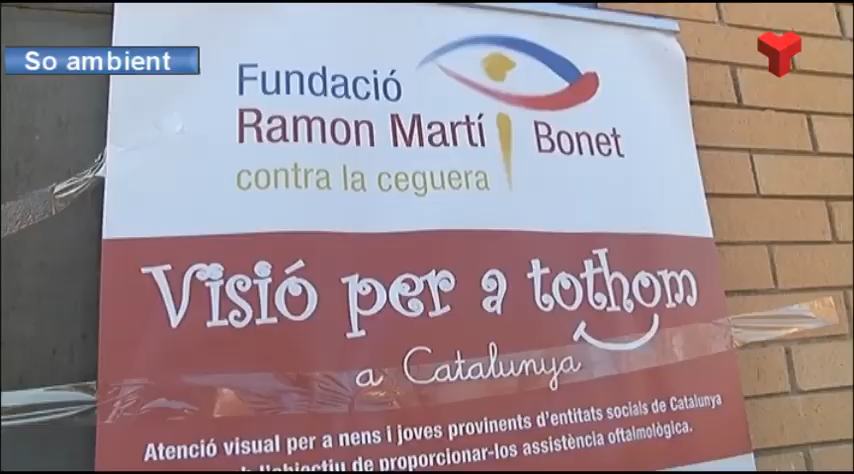 So ambient
Fundació
Ramon Martí Bonet
contra la ceguera
Visió per a tothom
a Catalunya
Atenció visual per a nens i joves provinents d'entitats socials de Catalunya
l'objectiu de proporcionar-los assistència oftalmològica.